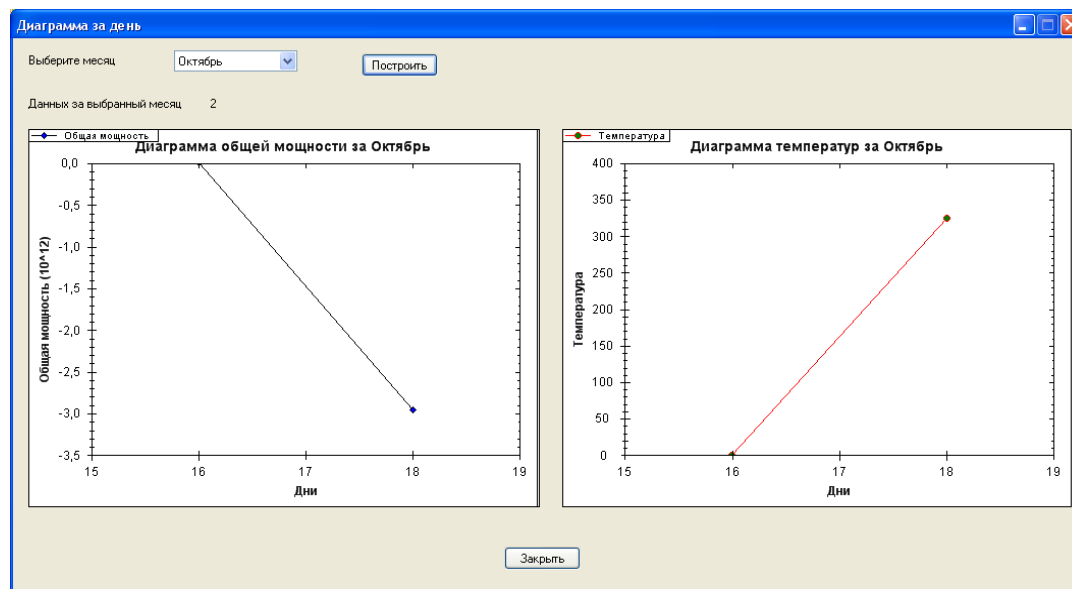 Диаграмма за день
Выберите месяц Октябрь Построить
Данных за выбранный месяц 2
Общая мощность
Диаграмма общей мощности за Октябрь
0,0
-0,5
-1,0
-1,5
-2,0
-2,5
-3,0
-3,5
Общая мощность (10^12)
15 16 17 18 19
Дни
Температура
Диаграмма температур за Октябрь
400
350
300
250
200
150
100
50
0
Температура
15 16 17 18 19
Дни
Закрыть